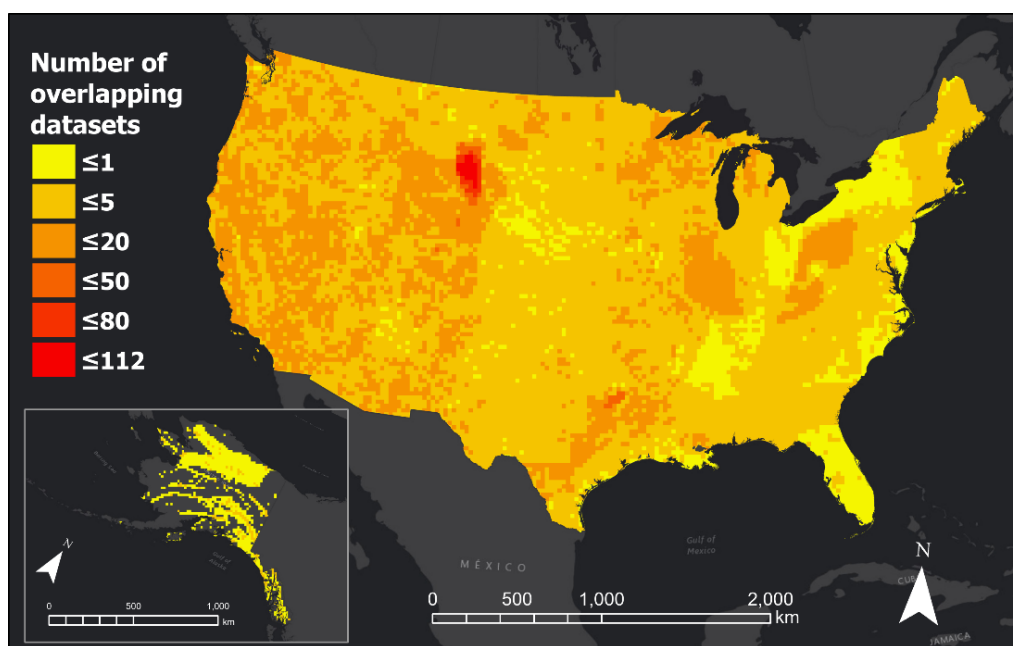 Number of
overlapping
datasets
≤1
≤5
≤20
≤50
≤80
≤112
N
0 500 1,000
km
MÉXICO
Gulf of
Mexico
0 500 1,000 2,000
km
N
JAMAICA